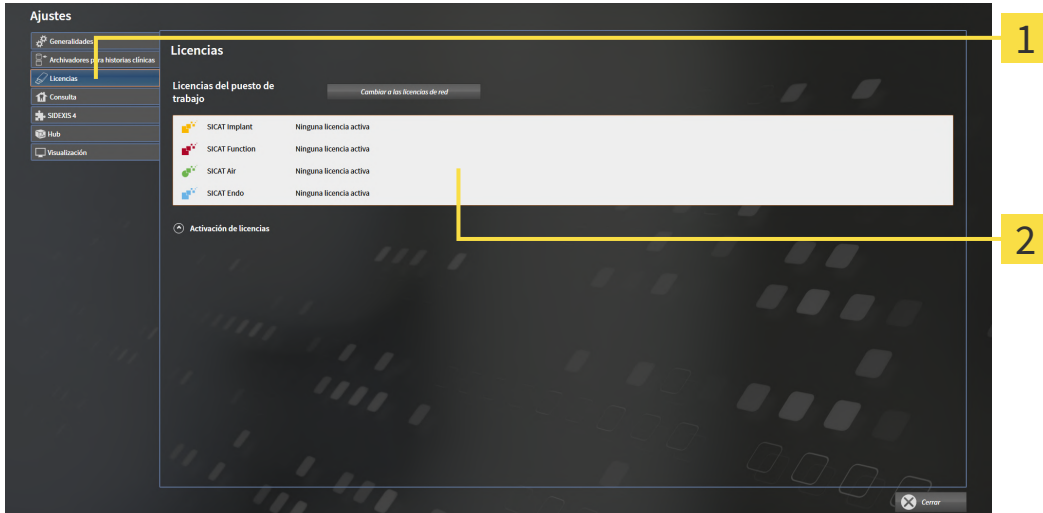 Ajustes
Generalidades
Archivadores para historias clínicas
Licencias
Consulta
SIDEXIS 4
Hub
Visualización
Licencias
Licencias del puesto de
trabajo
Cambiar a las licencias de red
SICAT Implant Ninguna licencia activa
SICAT Function Ninguna licencia activa
SICAT Air Ninguna licencia activa
SICAT Endo Ninguna licencia activa
Activación de licencias
Cerrar
1
2